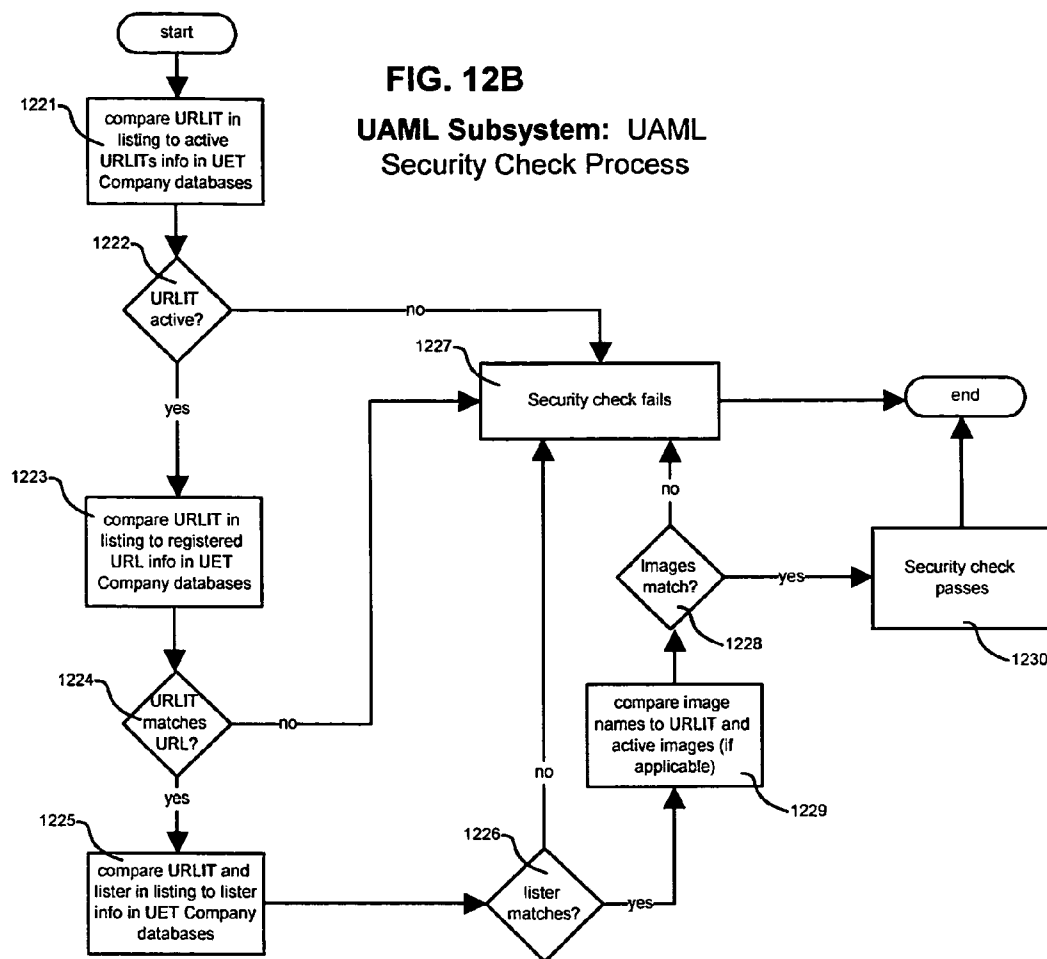 start
FIG. 12B
UAML Subsystem: UAML
Security Check Process
1221
compare URLIT in
listing to active
URLITs info in UET
Company databases
1222
URLIT
active?
no
yes
1227
Security check fails
end
1223
compare URLIT in
listing to registered
URL info in UET
Company databases
no
Images
match?
yes
1228
Security check
passes
1230
1224
URLIT
matches
URL?
no
yes
compare image
names to URLIT and
active images (if
applicable)
1229
no
1225
compare URLIT and
lister in listing to lister
info in UET Company
databases
1226
lister
matches?
yes